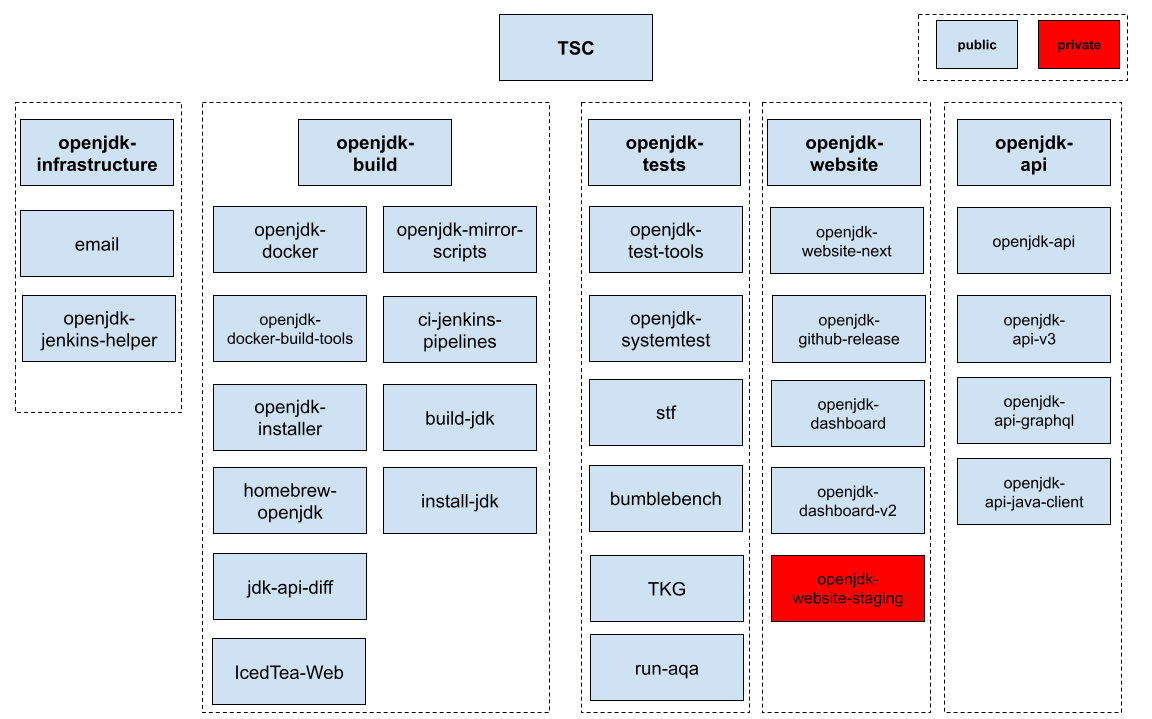 TSC
public
private
openjdk-
infrastructure
email
openjdk-
jenkins-helper
openjdk-
build
openjdk-
docker
openjdk-mirror-
scripts
openjdk-
docker-build-tools
ci-jenkins-
pipelines
openjdk-
installer
build-jdk
homebrew-
openjdk
install-jdk
jdk-api-diff
IcedTea-Web
openjdk-
tests
openjdk-
test-tools
openjdk-
systemtest
stf
bumblebench
TKG
run-aqa
openjdk-
website
openjdk-
website-next
openjdk-
github-release
openjdk-
dashboard
openjdk-
dashboard-v2
openjdk-
website-staging
openjdk-
api
openjdk-api
openjdk-
api-v3
openjdk-
api-graphql
openjdk-
api-java-client